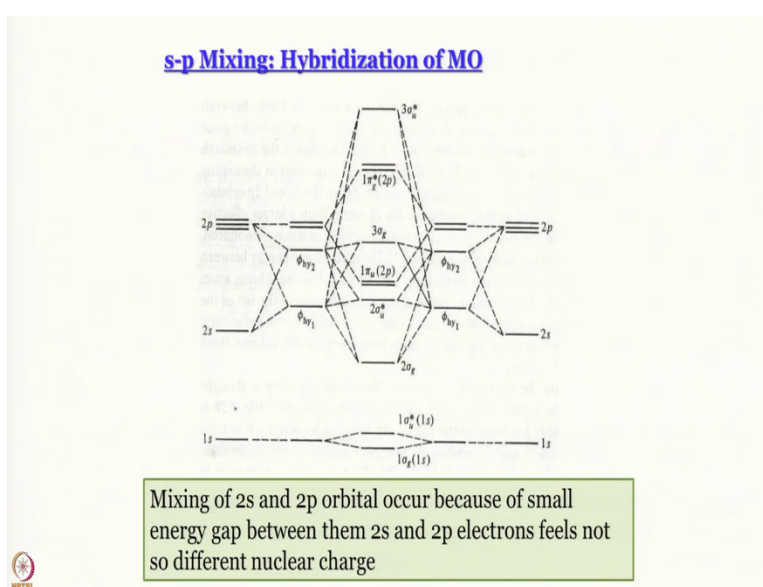 s-p Mixing: Hybridization of MO
3σu*
1πg*(2p)
2p 2p
3σg
ϕhy2 ϕhy2
1πu(2p)
2σu*
ϕhy1 ϕhy1
2s 2s
2σg
1σu*(1s)
1s 1s
1σg(1s)
Mixing of 2s and 2p orbital occur because of small
energy gap between them 2s and 2p electrons feels not
so different nuclear charge